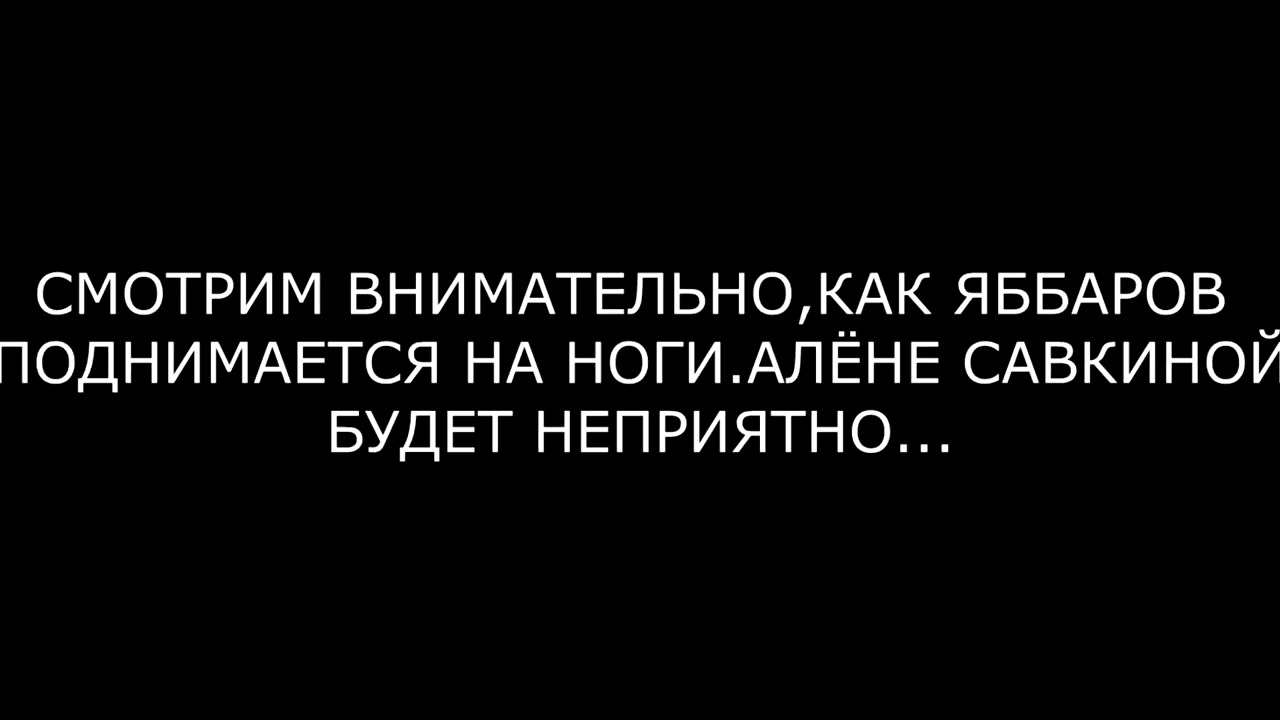 СМОТРИМ ВНИМАТЕЛЬНО,КАК ЯББАРОВ
ПОДНИМАЕТСЯ НА НОГИ.АЛЁНЕ САВКИНОЙ
БУДЕТ НЕПРИЯТНО...